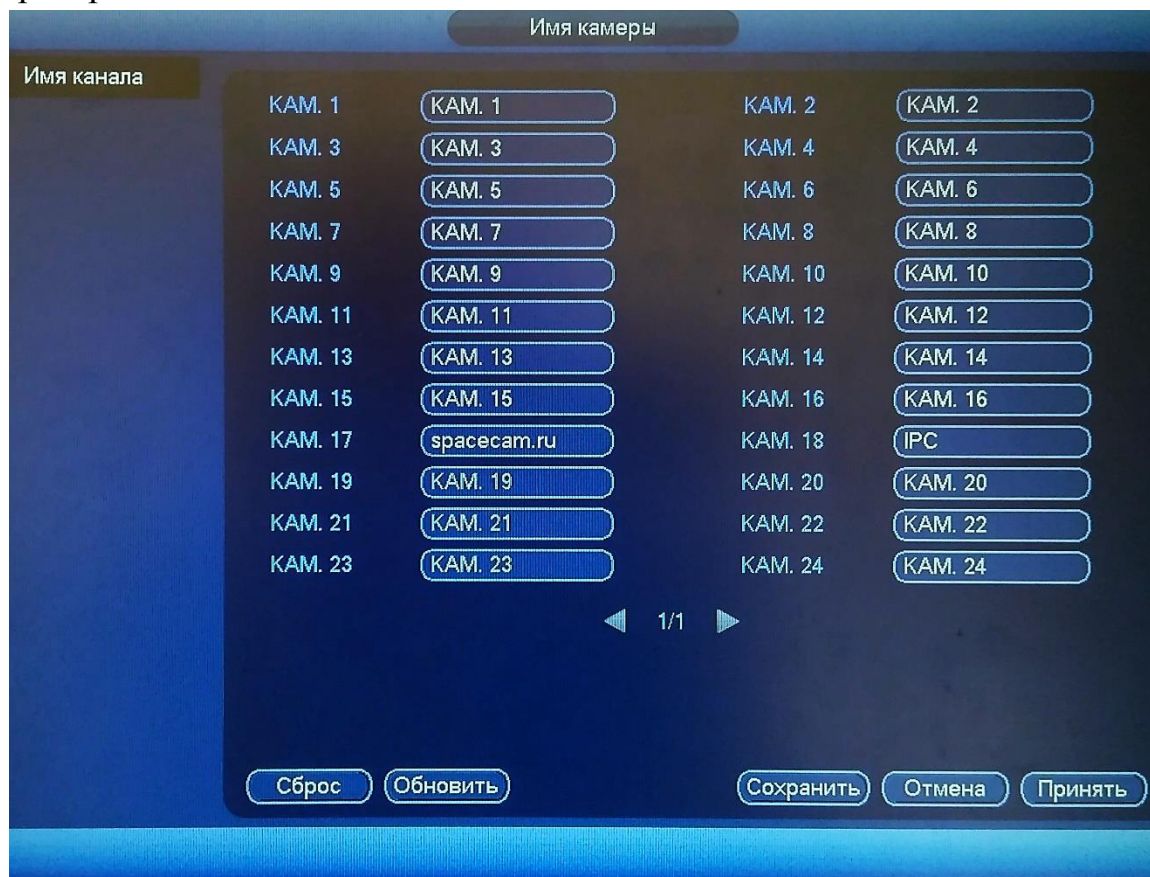 Имя камеры
Имя канала
КАМ. 1 КАМ. 1 КАМ. 2 КАМ. 2
КАМ. 3 КАМ. 3 КАМ. 4 КАМ. 4
КАМ. 5 КАМ. 5 КАМ. 6 КАМ. 6
КАМ. 7 КАМ. 7 КАМ. 8 КАМ. 8
КАМ. 9 КАМ. 9 КАМ. 10 КАМ. 10
КАМ. 11 КАМ. 11 КАМ. 12 КАМ. 12
КАМ. 13 КАМ. 13 КАМ. 14 КАМ. 14
КАМ. 15 КАМ. 15 КАМ. 16 КАМ. 16
КАМ. 17 spacecam.ru КАМ. 18 IPC
КАМ. 19 КАМ. 19 КАМ. 20 КАМ. 20
КАМ. 21 КАМ. 21 КАМ. 22 КАМ. 22
КАМ. 23 КАМ. 23 КАМ. 24 КАМ. 24
1/1
Сброс Обновить Сохранить Отмена Принять